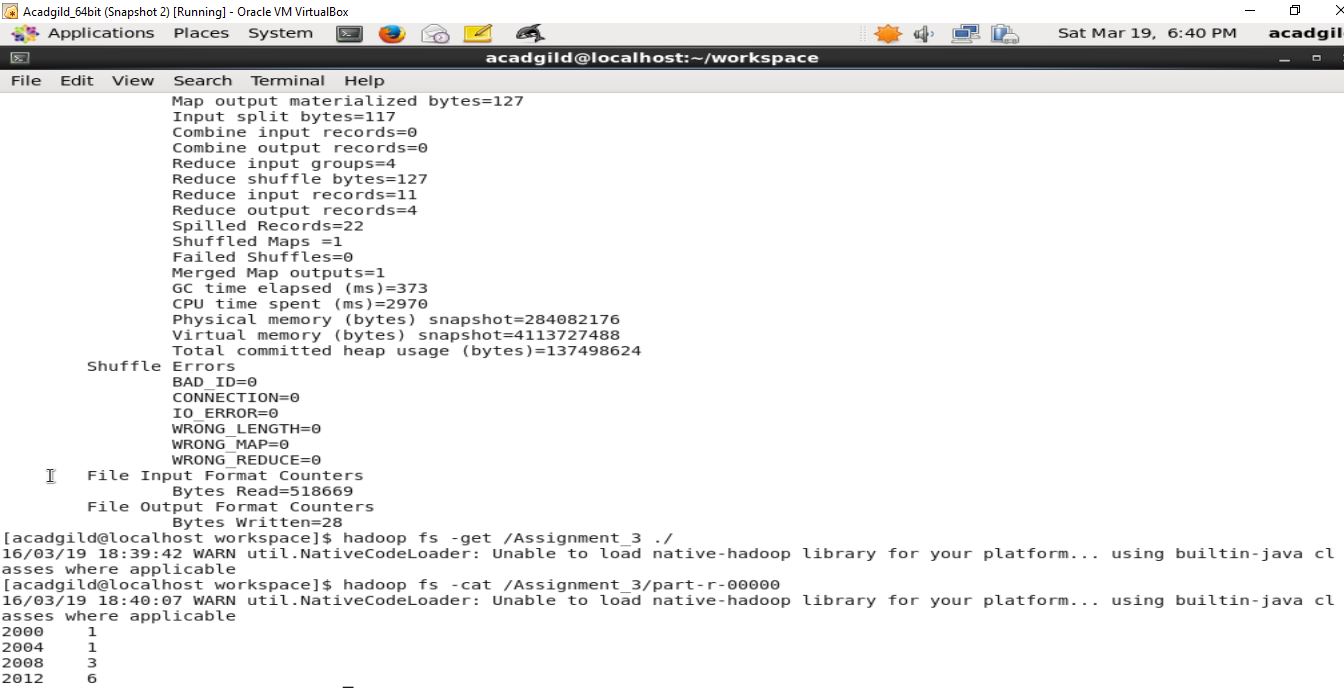 Acadgild_64bit (Snapshot 2) [Running] - Oracle VM VirtualBox
Applications Places System Sat Mar 19, 6:40 PM acadgil
acadgild@localhost:~/workspace
File Edit View Search Terminal Help
Map output materialized bytes=127
Input split bytes=117
Combine input records=0
Combine output records=0
Reduce input groups=4
Reduce shuffle bytes=127
Reduce input records=11
Reduce output records=4
Spilled Records=22
Shuffled Maps =1
Failed Shuffles=0
Merged Map outputs=1
GC time elapsed (ms)=373
CPU time spent (ms)=2970
Physical memory (bytes) snapshot=284082176
Virtual memory (bytes) snapshot=4113727488
Total committed heap usage (bytes)=137498624
Shuffle Errors
BAD_ID=0
CONNECTION=0
IO_ERROR=0
WRONG_LENGTH=0
WRONG_MAP=0
WRONG_REDUCE=0
File Input Format Counters
Bytes Read=518669
File Output Format Counters
Bytes Written=28
[acadgild@localhost workspace]$ hadoop fs -get /Assignment_3 ./
16/03/19 18:39:42 WARN util.NativeCodeLoader: Unable to load native-hadoop library for your platform... using builtin-java cl
asses where applicable
[acadgild@localhost workspace]$ hadoop fs -cat /Assignment_3/part-r-00000
16/03/19 18:40:07 WARN util.NativeCodeLoader: Unable to load native-hadoop library for your platform... using builtin-java cl
asses where applicable
2000 1
2004 1
2008 3
2012 6